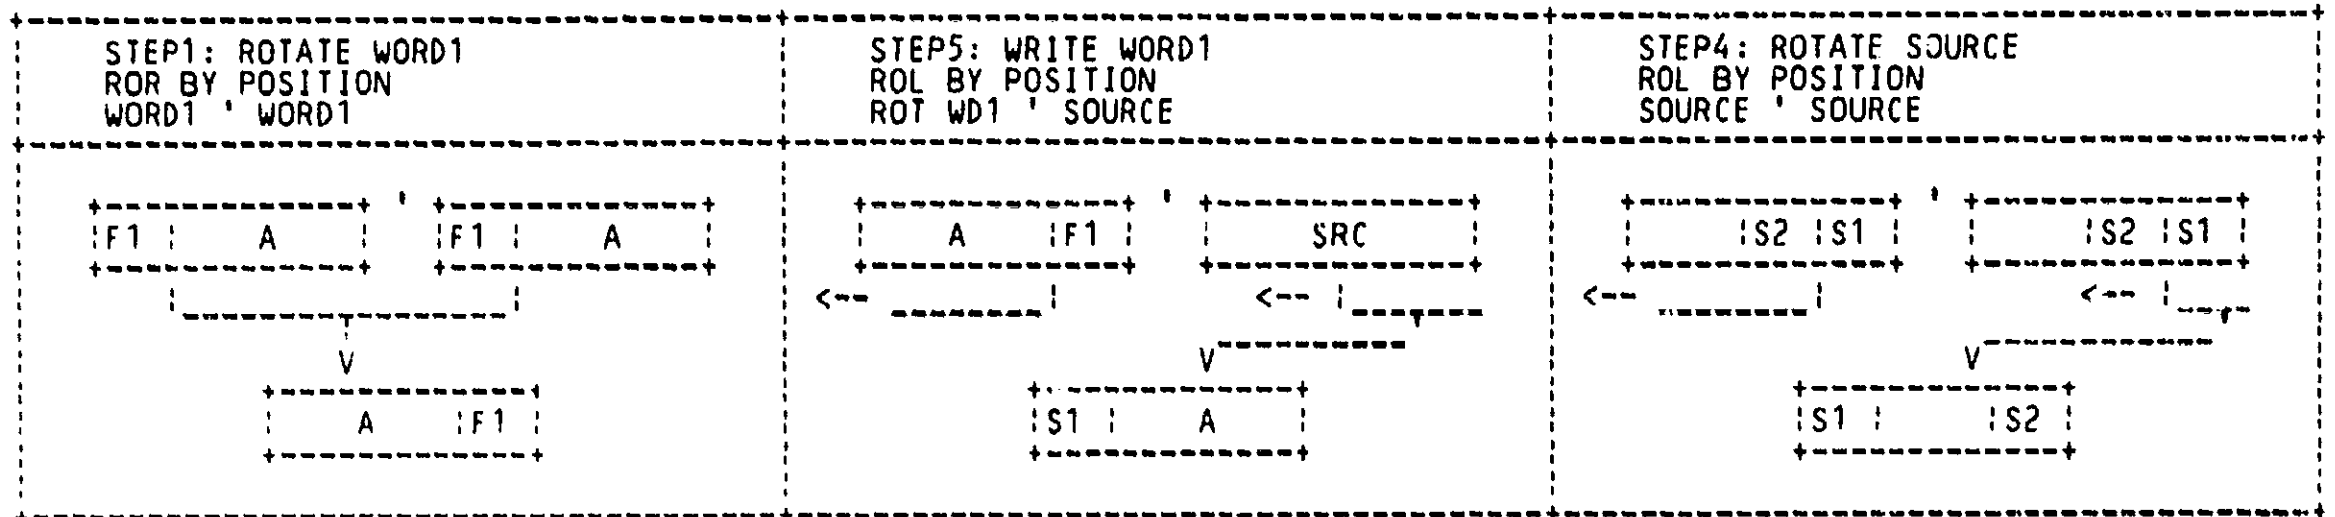 STEP1: ROTATE WORD1
ROR BY POSITION
WORD1 ' WORD1
STEP5: WRITE WORD1
ROL BY POSITION
ROT WD1 ' SOURCE
STEP4: ROTATE SOURCE
ROL BY POSITION
SOURCE ' SOURCE
F1 A ' F1 A
A F1
A F1 ' SRC
S1 A
S2 S1 ' S2 S1
S1 S2